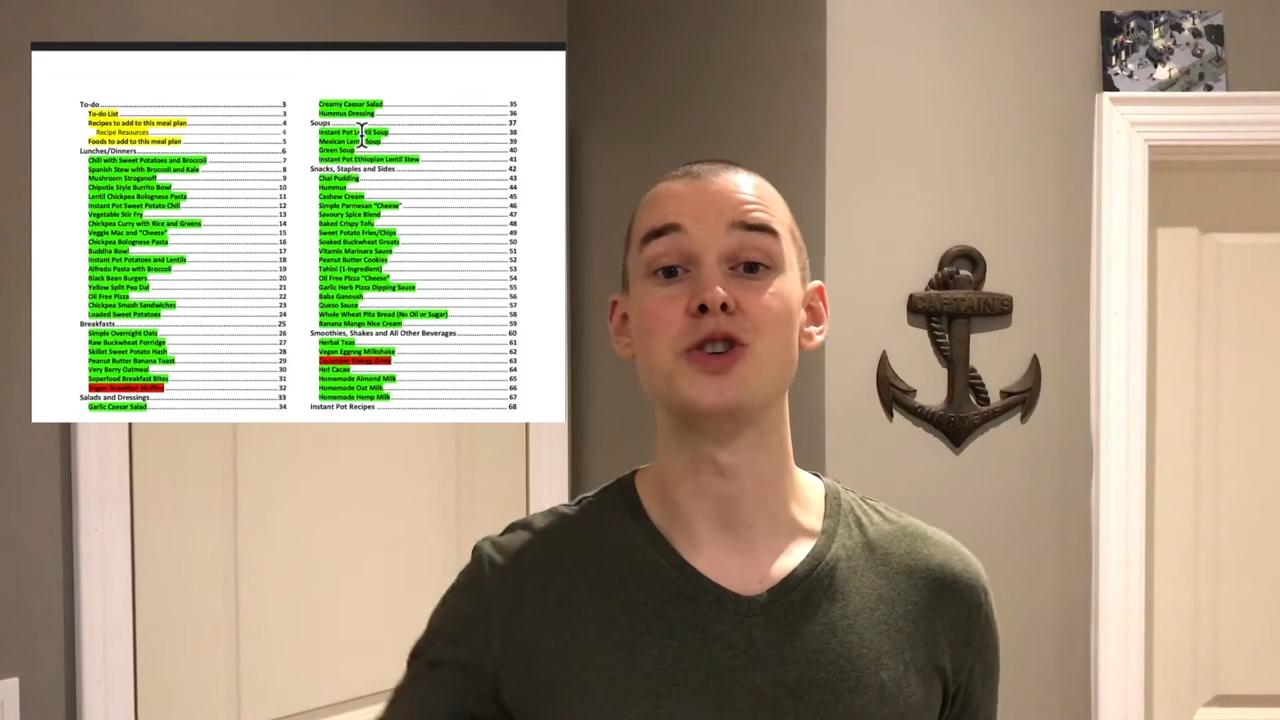 To-do 3
To-do List 3
Recipes to add to this meal plan 4
Recipe Resources 4
Foods to add to this meal plan 5
Lunches/Dinners 6
Chili with Sweet Potatoes and Broccoli 7
Spanish Stew with Broccoli and Kale 8
Mushroom Stroganoff 9
Chipotle Style Burrito Bowl 10
Lentil Chickpea Bolognese Pasta 11
Instant Pot Sweet Potato Chili 12
Vegetable Stir Fry 13
Chickpea Curry with Rice and Greens 14
Veggie Mac and "Cheese" 15
Chickpea Bolognese Pasta 16
Buddha Bowl 17
Instant Pot Potatoes and Lentils 18
Alfredo Pasta with Broccoli 19
Black Bean Burgers 20
Yellow Split Pea Dal 21
Oil Free Pizza 22
Chickpea Smash Sandwiches 23
Loaded Sweet Potatoes 24
Breakfasts 25
Simple Overnight Oats 26
Raw Buckwheat Porridge 27
Skillet Sweet Potato Hash 28
Peanut Butter Banana Toast 29
Very Berry Oatmeal 30
Superfood Breakfast Bites 31
Vegan Breakfast Muffins 32
Salads and Dressings 33
Garlic Caesar Salad 34
Creamy Caesar Salad 35
Hummus Dressing 36
Soups 37
Instant Pot Soup 38
Mexican Soup 39
Green Soup 40
Instant Pot Ethiopian Lentil Stew 41
Snacks, Staples and Sides 42
Chai Pudding 43
Hummus 44
Cashew Cream 45
Simple Parmesan "Cheese" 46
Savoury Spice Blend 47
Baked Crispy Tofu 48
Sweet Potato Fries/Chips 49
Soaked Buckwheat Groats 50
Vitamix Marinara Sauce 51
Peanut Butter Cookies 52
Tahini (1-Ingredient) 53
Oil Free Pizza "Cheese" 54
Garlic Herb Pizza Dipping Sauce 55
Baba Ganoush 56
Queso Sauce 57
Whole Wheat Pita Bread (No Oil or Sugar) 58
Banana Mango Nice Cream 59
Smoothies, Shakes and All Other Beverages 60
Herbal Teas 61
Vegan Eggnog Milkshake 62
Cucumber Energy Drink 63
Hot Cacao 64
Homemade Almond Milk 65
Homemade Oat Milk 66
Homemade Hemp Milk 67
Instant Pot Recipes 68
CAPTAINS
QUARTERS